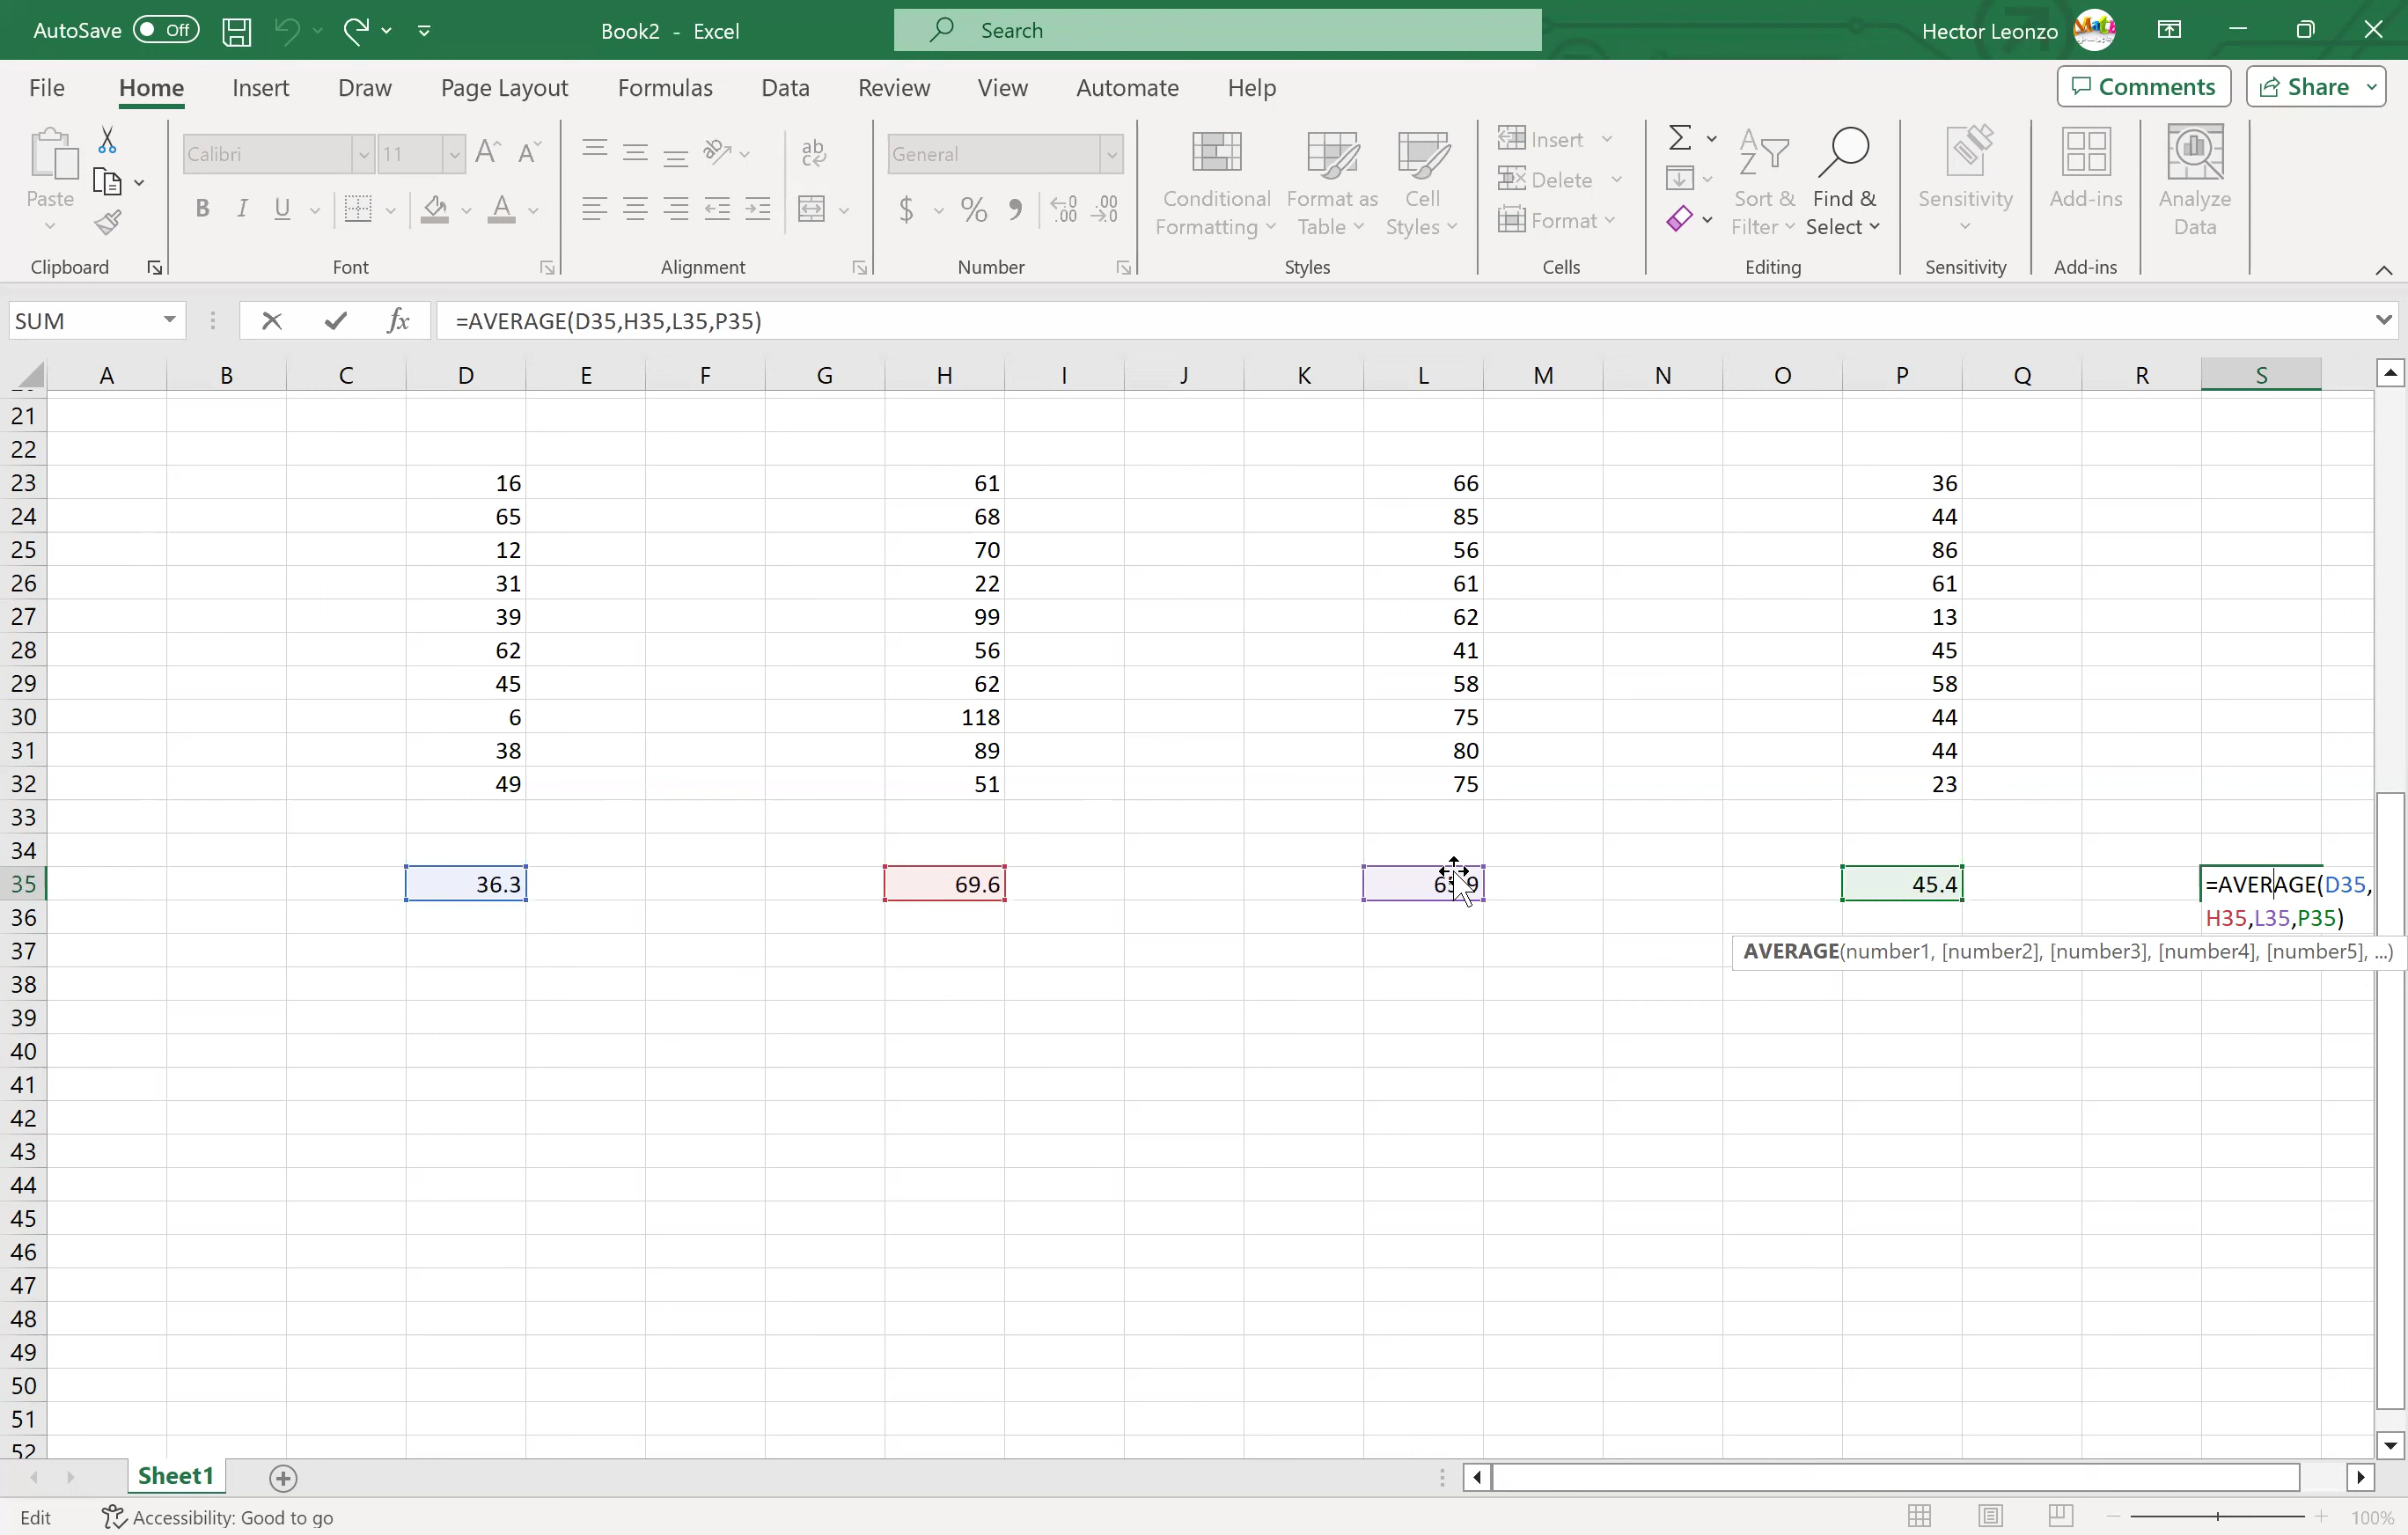 AutoSave Off Book2 - Excel Search Hector Leonzo
File Home Insert Draw Page Layout Formulas Data Review View Automate Help Comments Share
Paste Calibri 11 General Conditional Formatting Format as Table Cell Styles Insert Delete Format Sort & Filter Find & Select Sensitivity Add-ins Analyze Data
Clipboard Font Alignment Number Styles Cells Editing Sensitivity Add-ins
SUM fx =AVERAGE(D35,H35,L35,P35)
A B C D E F G H I J K L M N O P Q R S
21
22
23 16 61 66 36
24 65 68 85 44
25 12 70 56 86
26 31 22 61 61
27 39 99 62 13
28 62 56 41 45
29 45 62 58 58
30 6 118 75 44
31 38 89 80 44
32 49 51 75 23
33
34
35 36.3 69.6 45.4 =AVERAGE(D35,
36 H35,L35,P35)
37 AVERAGE(number1, [number2], [number3], [number4], [number5], ...)
38
39
40
41
42
43
44
45
46
47
48
49
50
51
52
Sheet1
Edit Accessibility: Good to go 100%